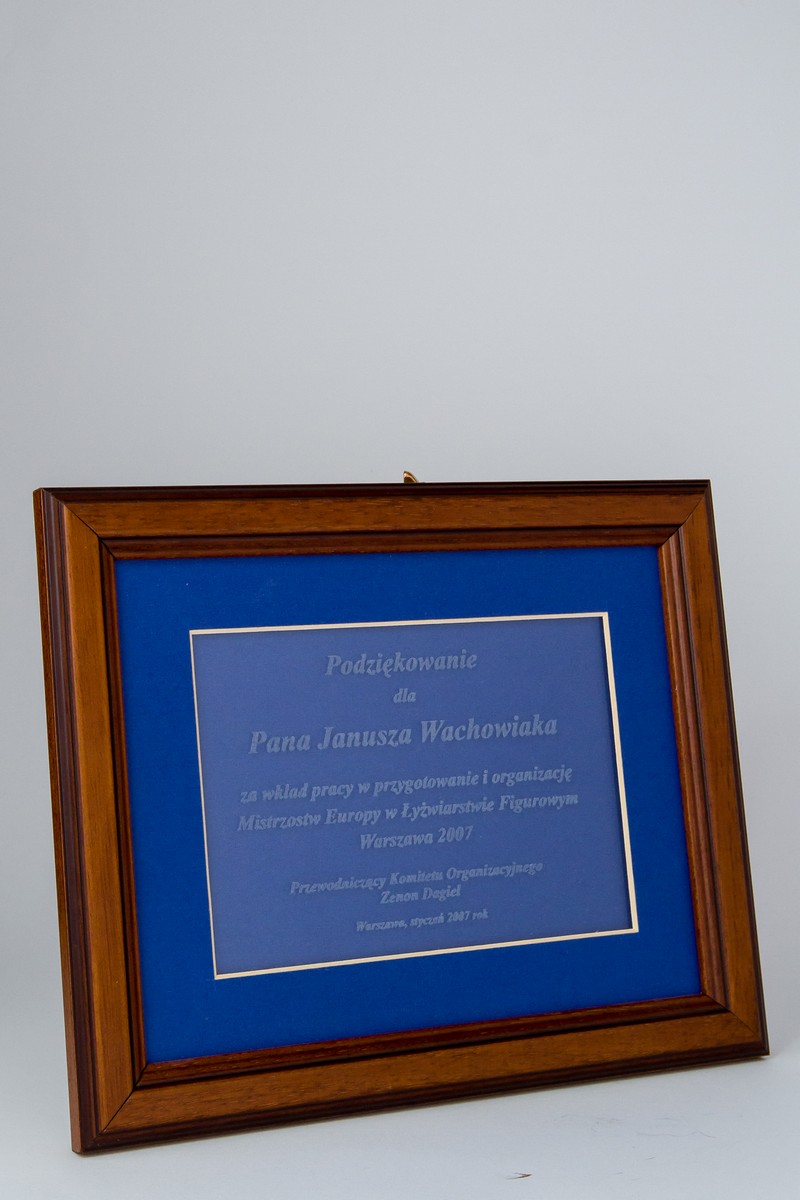 Podziękowanie
dla
Pana Janusza Wachowiaka
za wkład pracy w przygotowanie i organizację
Mistrzostw Europy w Łyżwiarstwie Figurowym
Warszawa 2007
Przewodniczący Komitetu Organizacyjnego
Zenon Dagiel
Warszawa, styczeń 2007 rok